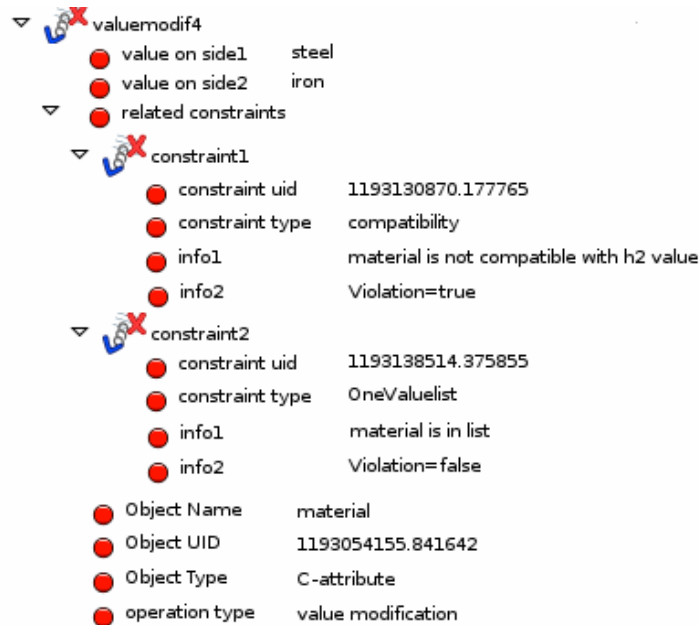 valuemodif4
value on side1 steel
value on side2 iron
related constraints
constraint1
constraint uid 1193130870.177765
constraint type compatibility
info1 material is not compatible with h2 value
info2 Violation=true
constraint2
constraint uid 1193138514.375855
constraint type OneValuelist
info1 material is in list
info2 Violation=false
Object Name material
Object UID 1193054155.841642
Object Type C-attribute
operation type value modification